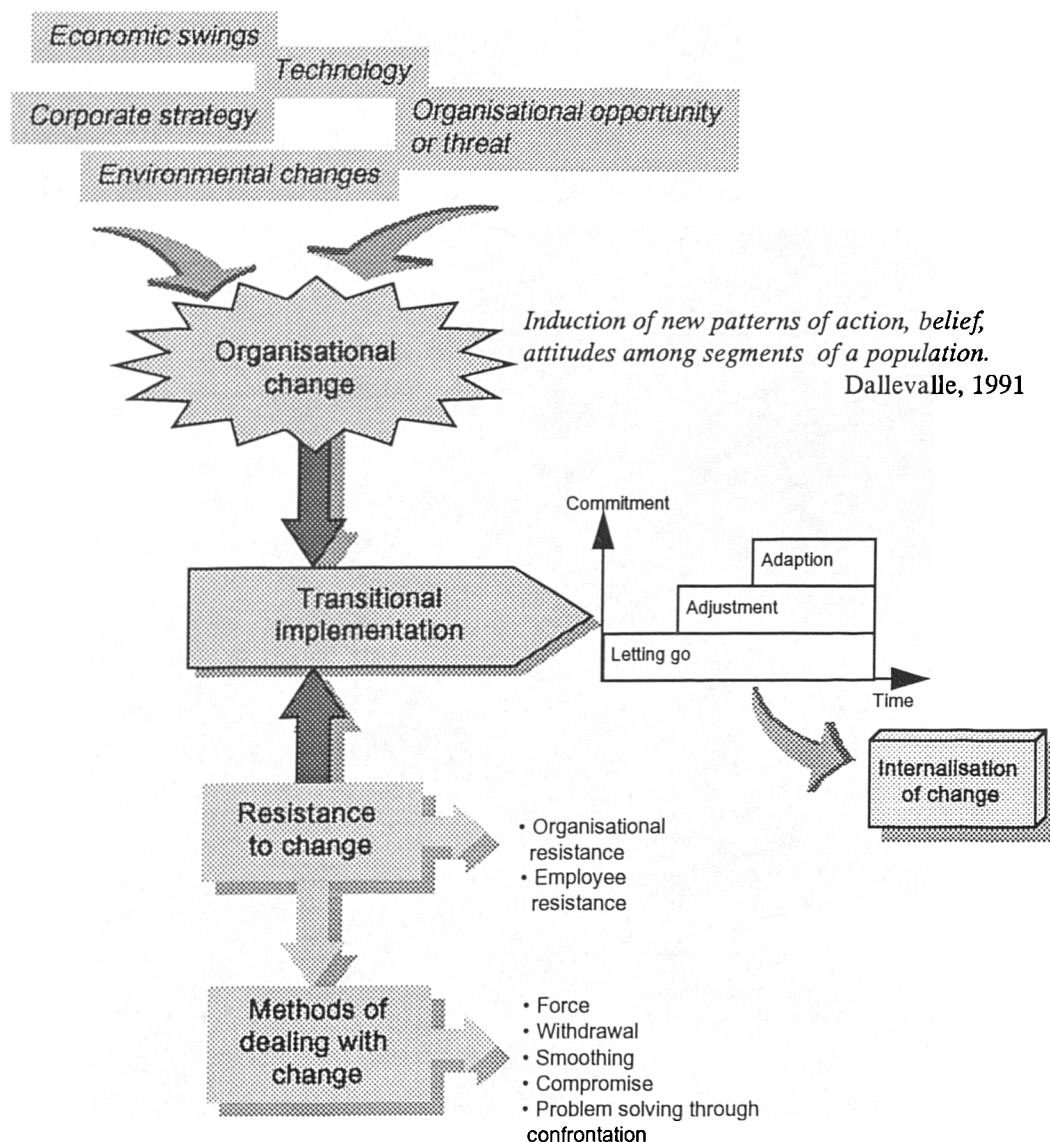 Economic swings
Technology
Corporate strategy
Organisational opportunity
or threat
Environmental changes
Organisational
change
Induction of new patterns of action, belief,
attitudes among segments of a population.
Dallevalle, 1991
Commitment
Adaption
Adjustment
Letting go
Time
Transitional
implementation
Internalisation
of change
Resistance
to change
• Organisational
resistance
• Employee
resistance
Methods of
dealing with
change
• Force
• Withdrawal
• Smoothing
• Compromise
• Problem solving through
confrontation